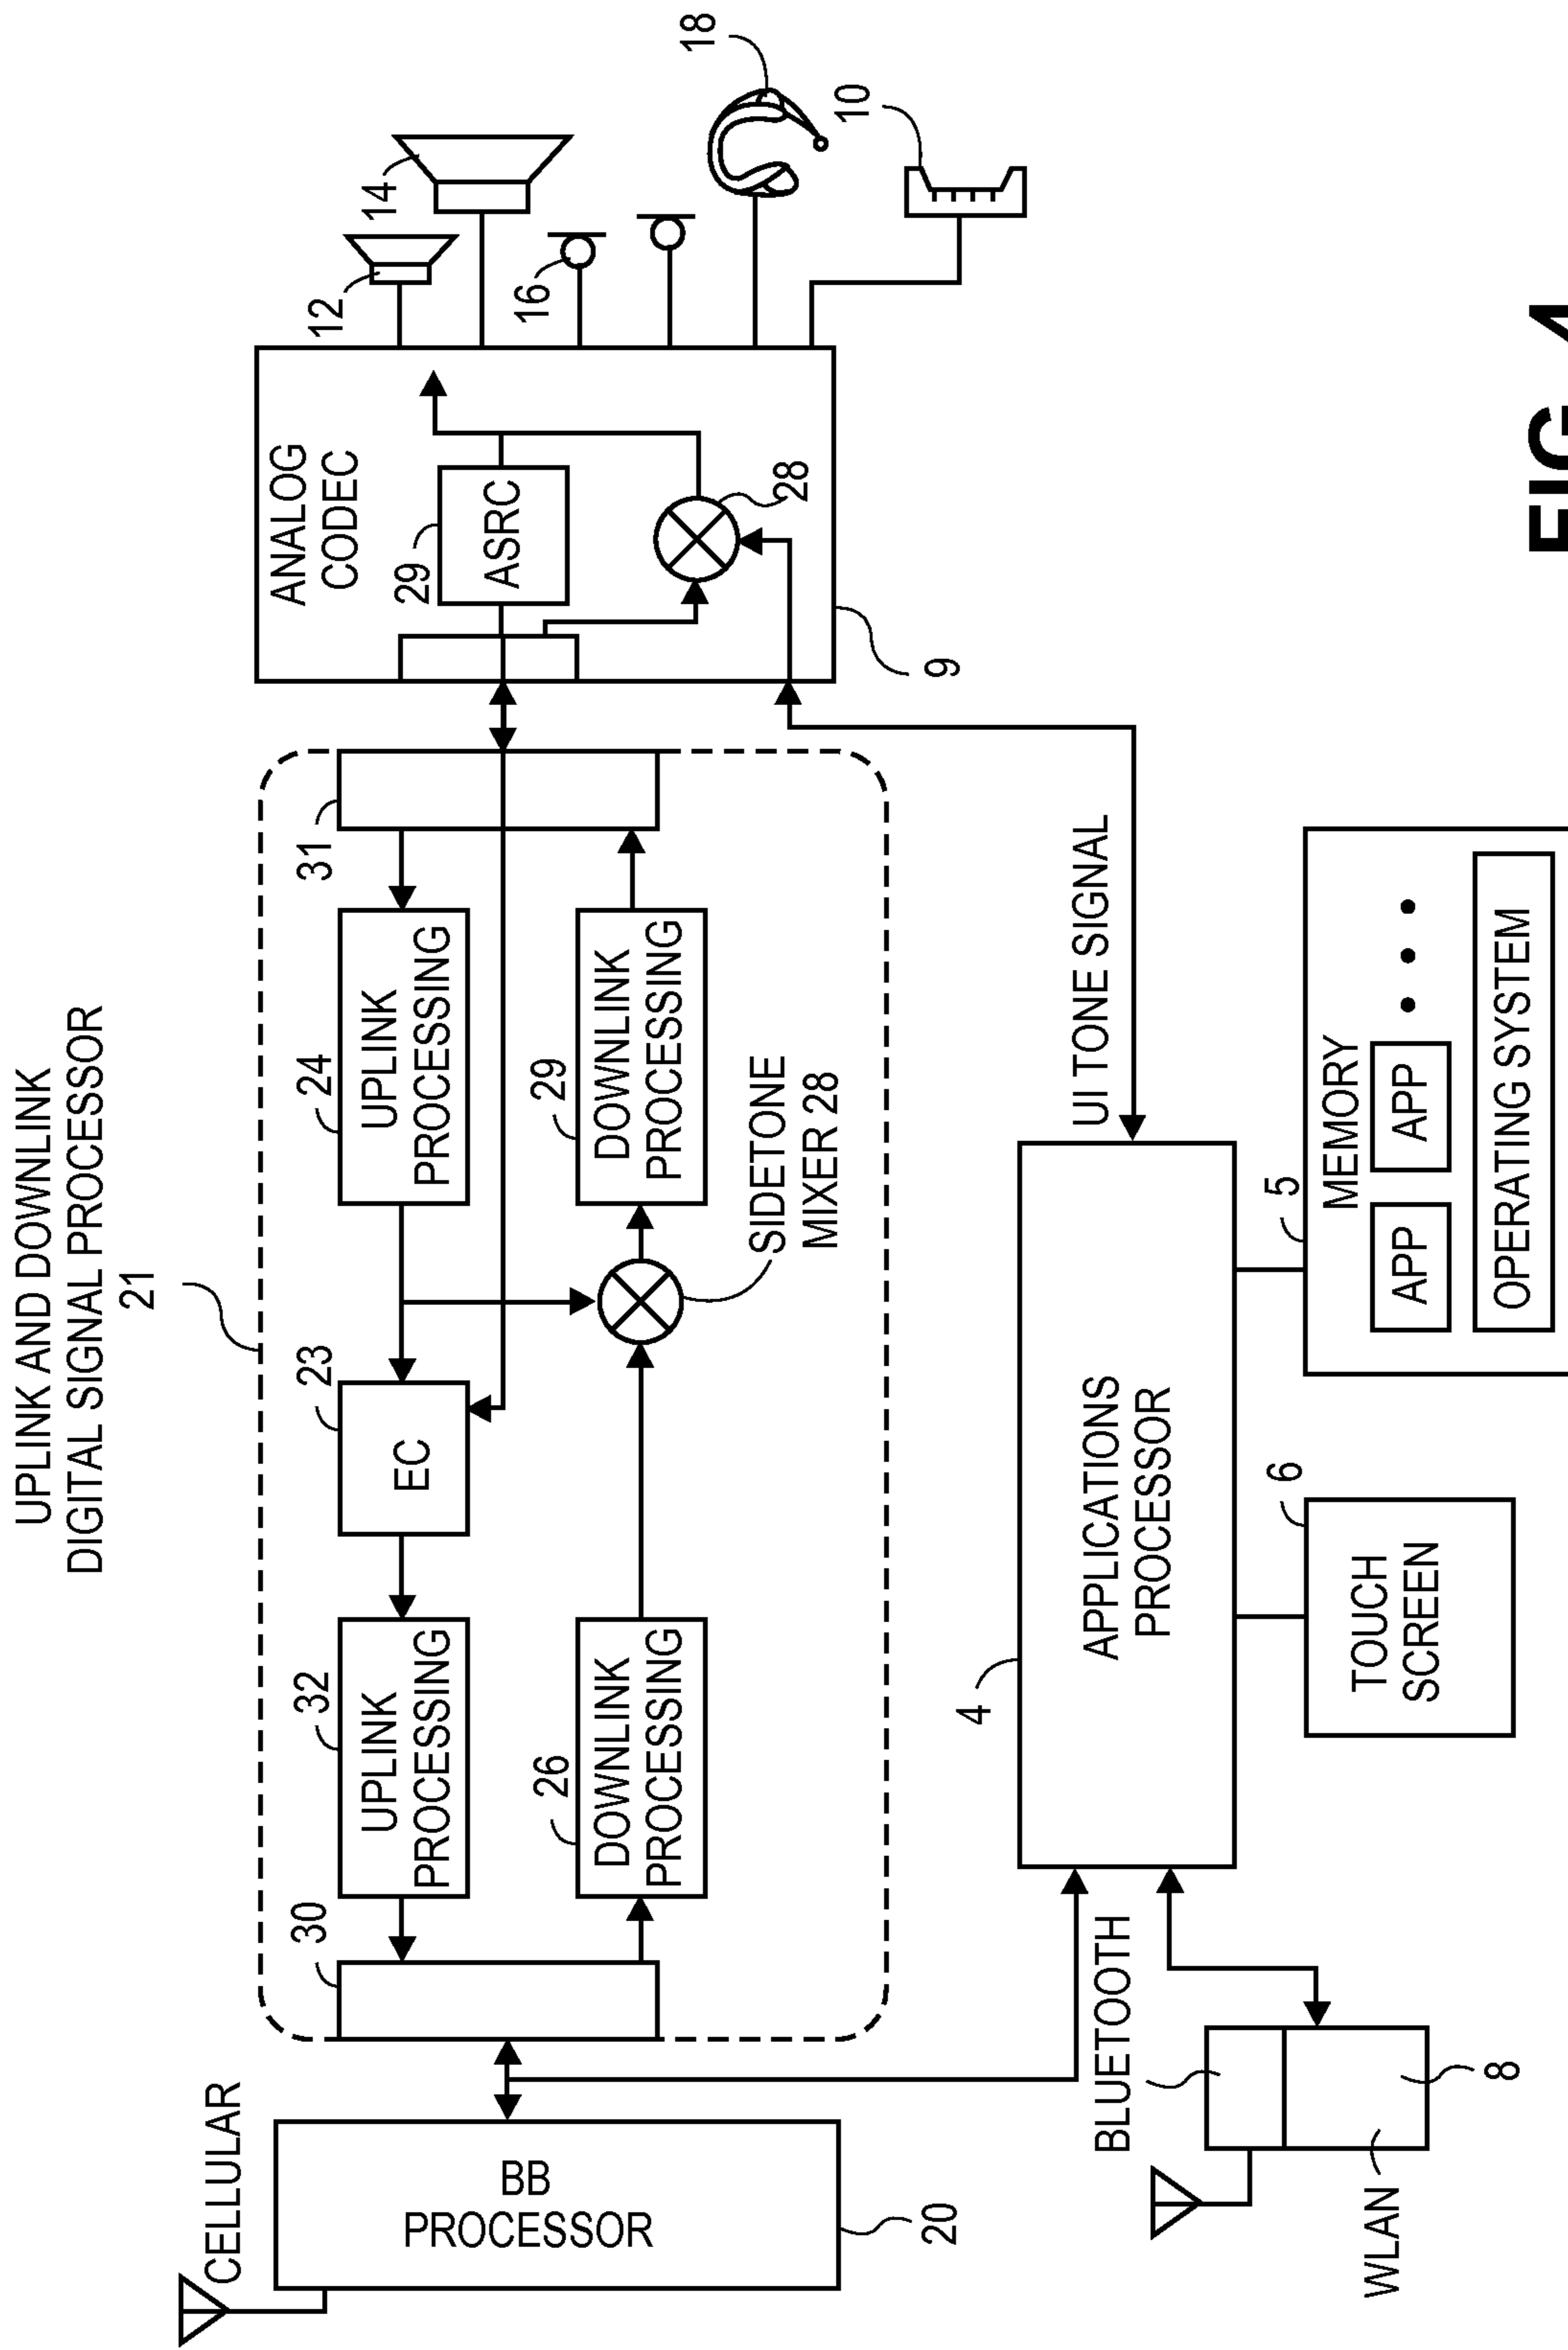 UPLINK AND DOWNLINK
DIGITAL SIGNAL PROCESSOR
21
CELLULAR
BB
PROCESSOR
20
30
32
UPLINK
PROCESSING
23
EC
24
UPLINK
PROCESSING
31
26
DOWNLINK
PROCESSING
29
DOWNLINK
PROCESSING
SIDETONE
MIXER 28
ANALOG
CODEC
29
ASRC
28
9
12
14
16
18
10
BLUETOOTH
WLAN
8
4
APPLICATIONS
PROCESSOR
UI TONE SIGNAL
6
TOUCH
SCREEN
5
MEMORY
APP
APP
OPERATING SYSTEM
FIG. 4